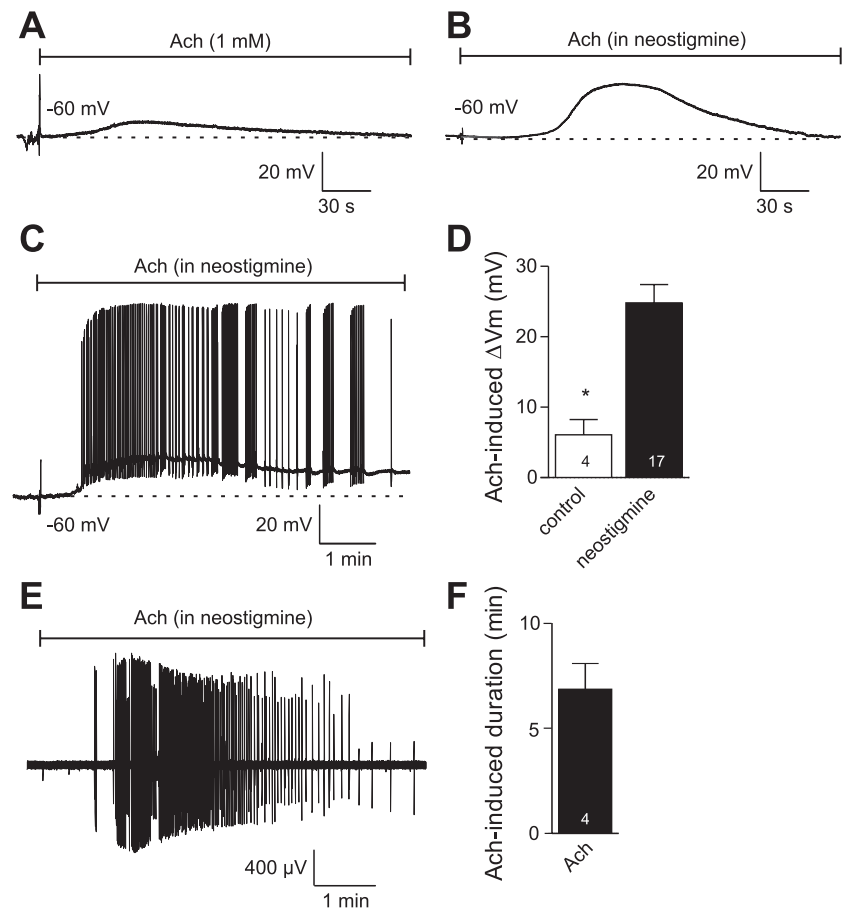 A
Ach (1 mM)
-60 mV
20 mV
30 s
B
Ach (in neostigmine)
-60 mV
20 mV
30 s
C
Ach (in neostigmine)
-60 mV
20 mV
1 min
D
Ach-induced ΔVm (mV)
30
20
10
0
*
4
17
control
neostigmine
E
Ach (in neostigmine)
400 µV
1 min
F
Ach-induced duration (min)
10
5
0
4
Ach